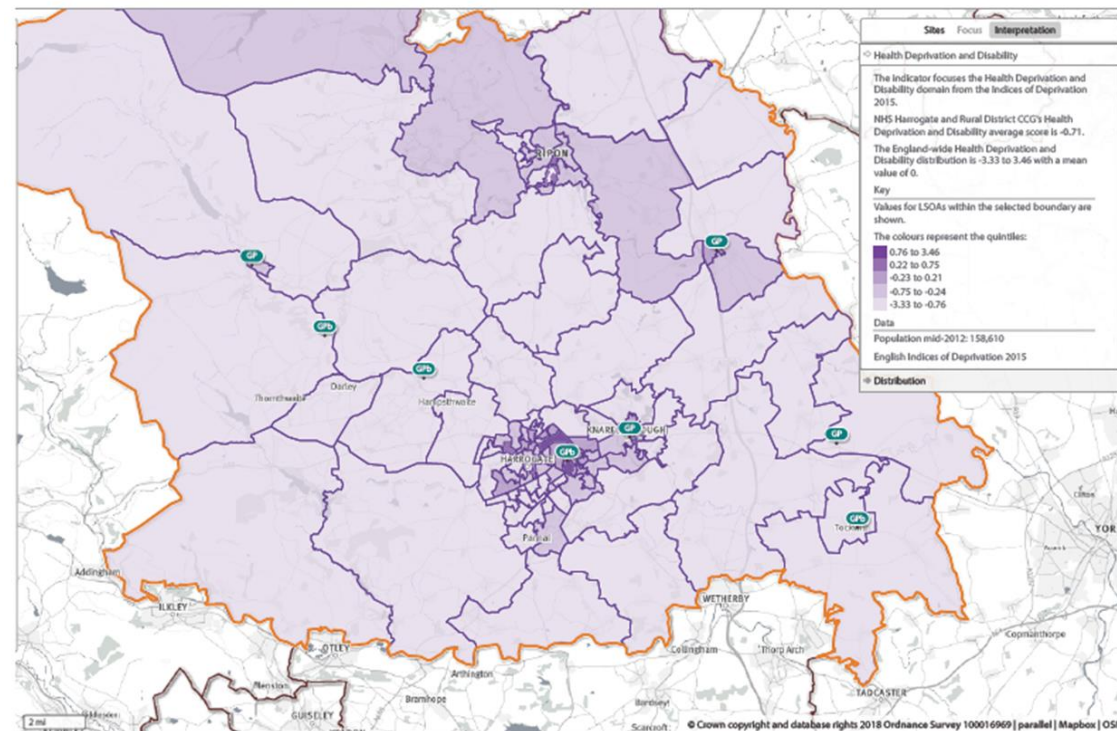 Sites Focus Interpretation
Health Deprivation and Disability
The indicator focuses the Health Deprivation and
Disability domain from the Indices of Deprivation
2015.
NHS Harrogate and Rural District CCG's Health
Deprivation and Disability average score is -0.71.
The England-wide Health Deprivation and
Disability distribution is -3.33 to 3.46 with a mean
value of 0.
Key
Values for LSOAs within the selected boundary are
shown.
The colours represent the quintiles:
0.76 to 3.46
0.22 to 0.75
-0.23 to 0.21
-0.75 to -0.24
-3.33 to -0.76
Data
Population mid-2012: 158,610
English Indices of Deprivation 2015
Distribution
RIPON
GP
GP
GPb
GPb
Darley
Thornthwaite
Hampsthwaite
GP
GP
HARROGATE
GPb
GPb
Pannal
YOR
Addingham
ILKLEY
WETHERBY
OTLEY
Collingham
Thorp Arch
Copmanthorpe
Arthington
Menston
Bramhope
TADCASTER
Bardsey
GUISELEY
Scarcroft
2 mi
© Crown copyright and database rights 2018 Ordnance Survey 100016969 | parallel | Mapbox | OS